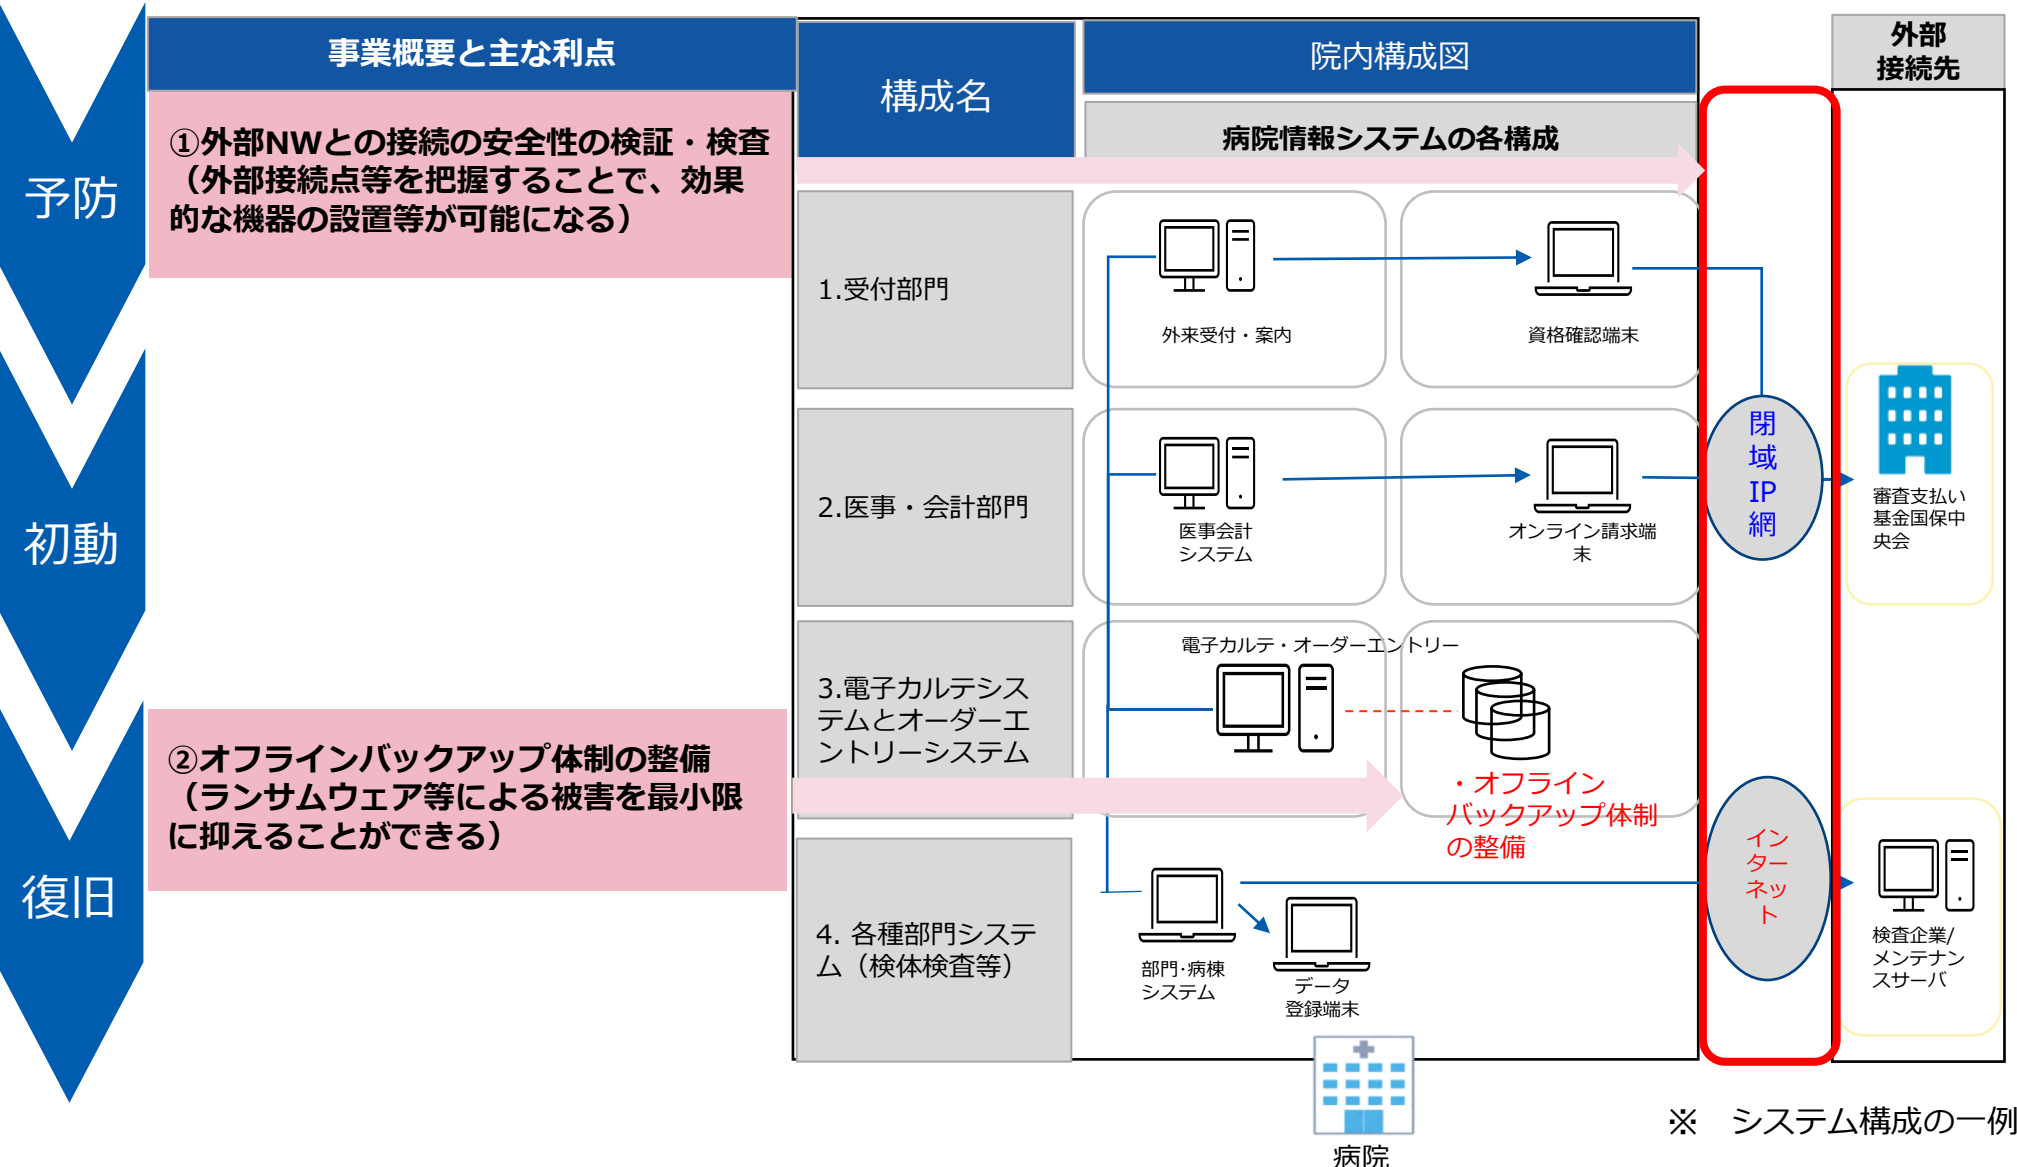 事業概要と主な利点
構成名
院内構成図
外部
接続先
病院情報システムの各構成
予防
①外部NWとの接続の安全性の検証・検査
（外部接続点等を把握することで、効果
的な機器の設置等が可能になる）
1.受付部門
外来受付・案内
資格確認端末
初動
2.医事・会計部門
医事会計
システム
オンライン請求端
末
閉
域
IP
網
審査支払い
基金国保中
央会
3.電子カルテシス
テムとオーダーエ
ントリーシステム
電子カルテ・オーダーエントリー
・オフライン
バックアップ体制
の整備
復旧
②オフラインバックアップ体制の整備
（ランサムウェア等による被害を最小限
に抑えることができる）
4. 各種部門システ
ム（検体検査等）
部門･病棟
システム
データ
登録端末
イン
ター
ネッ
ト
検査企業/
メンテナン
スサーバ
病院
※　システム構成の一例